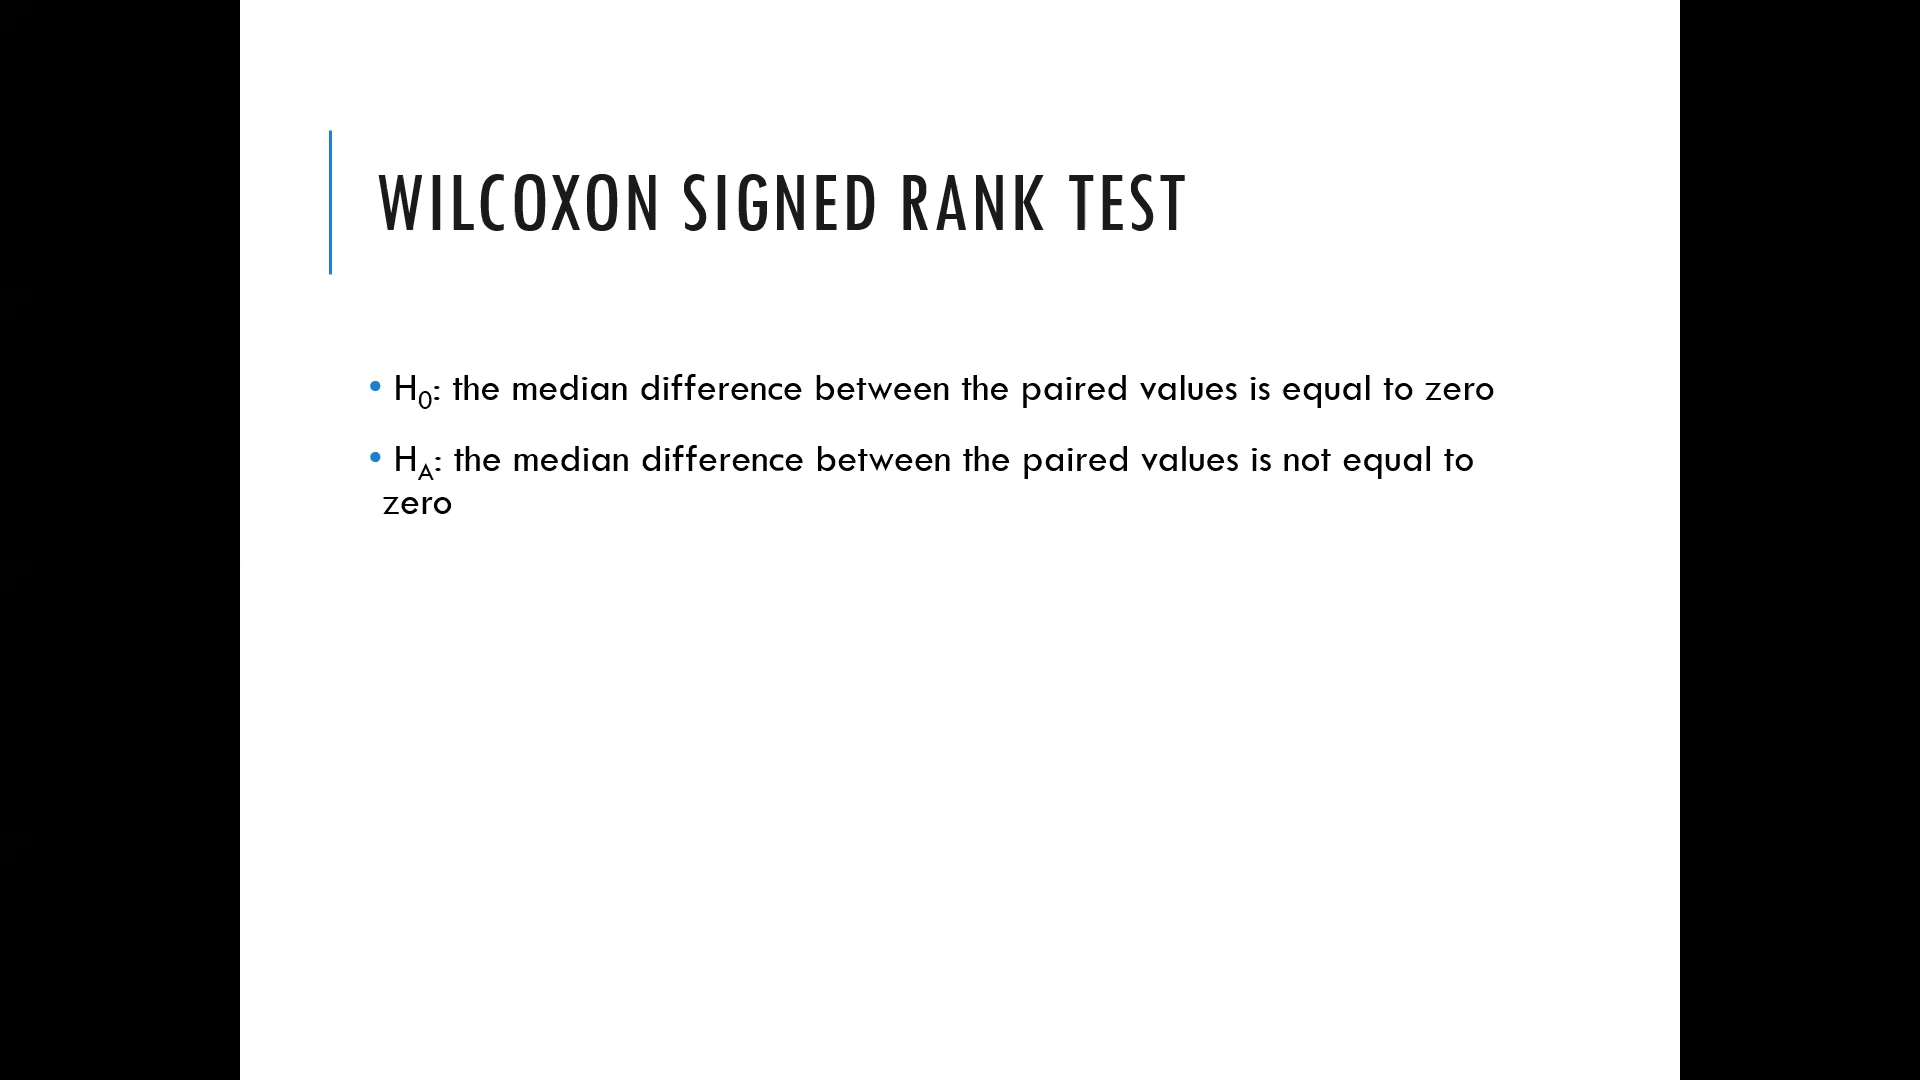 WILCOXON SIGNED RANK TEST
• H₀: the median difference between the paired values is equal to zero
• Hₐ: the median difference between the paired values is not equal to
zero